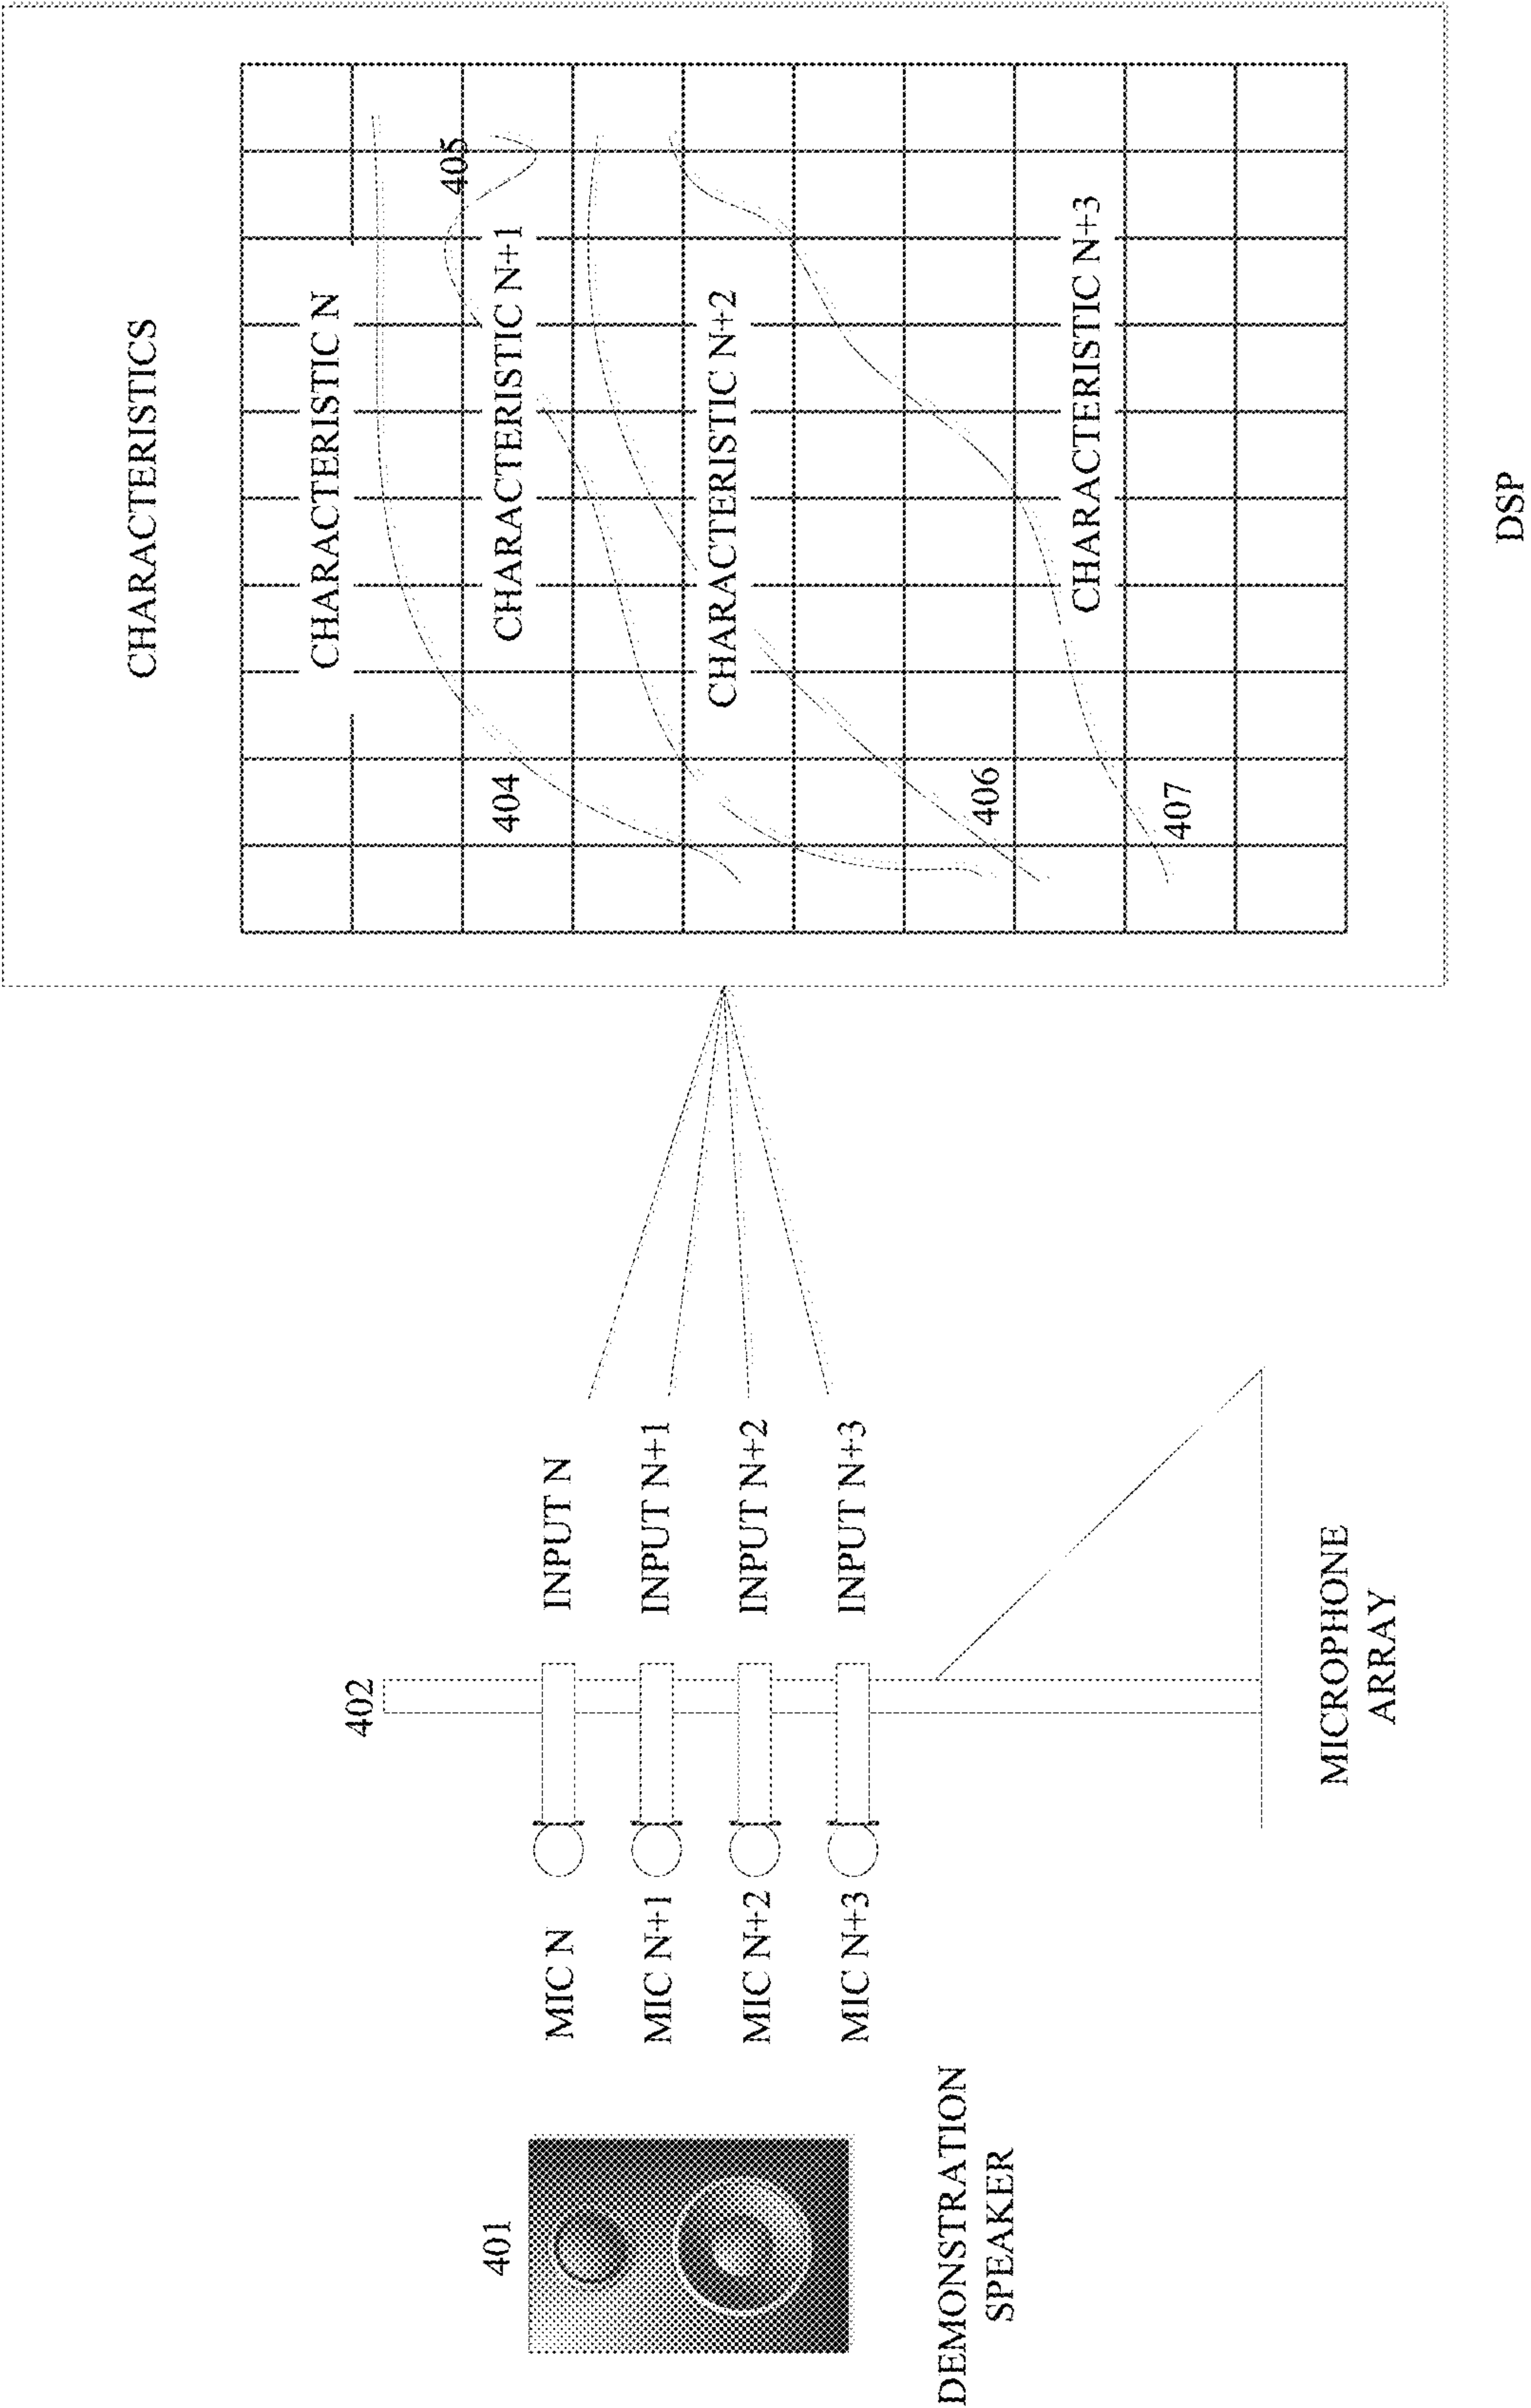 CHARACTERISTICS
CHARACTERISTIC N
405
CHARACTERISTIC N+1
404
CHARACTERISTIC N+2
406
CHARACTERISTIC N+3
407
DSP
402
INPUT N
INPUT N+1
INPUT N+2
INPUT N+3
MIC N
MIC N+1
MIC N+2
MIC N+3
MICROPHONE
ARRAY
401
DEMONSTRATION
SPEAKER